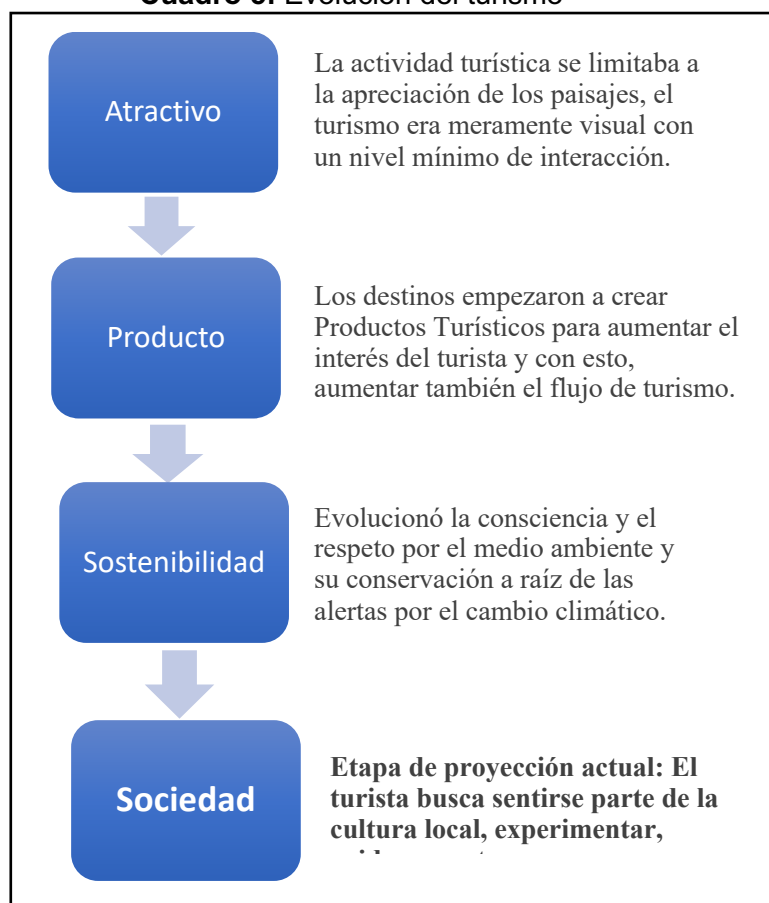 Evolución del turismo
Atractivo
La actividad turística se limitaba a
la apreciación de los paisajes, el
turismo era meramente visual con
un nivel mínimo de interacción.
Producto
Los destinos empezaron a crear
Productos Turísticos para aumentar el
interés del turista y con esto,
aumentar también el flujo de turismo.
Sostenibilidad
Evolucionó la consciencia y el
respeto por el medio ambiente y
su conservación a raíz de las
alertas por el cambio climático.
Sociedad
Etapa de proyección actual: El
turista busca sentirse parte de la
cultura local, experimentar,